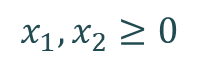 x₁, x₂ ≥ 0